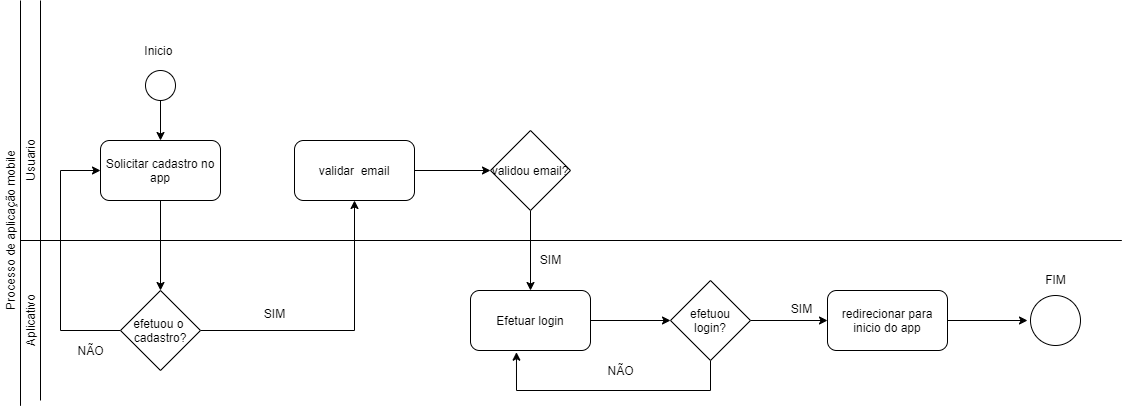 Processo de aplicação mobile
Usuario
Inicio
Solicitar cadastro no
app
validar email
validou email?
Aplicativo
efetuou o
cadastro?
NÃO
SIM
SIM
Efetuar login
efetuou
login?
NÃO
SIM
redirecionar para
inicio do app
FIM